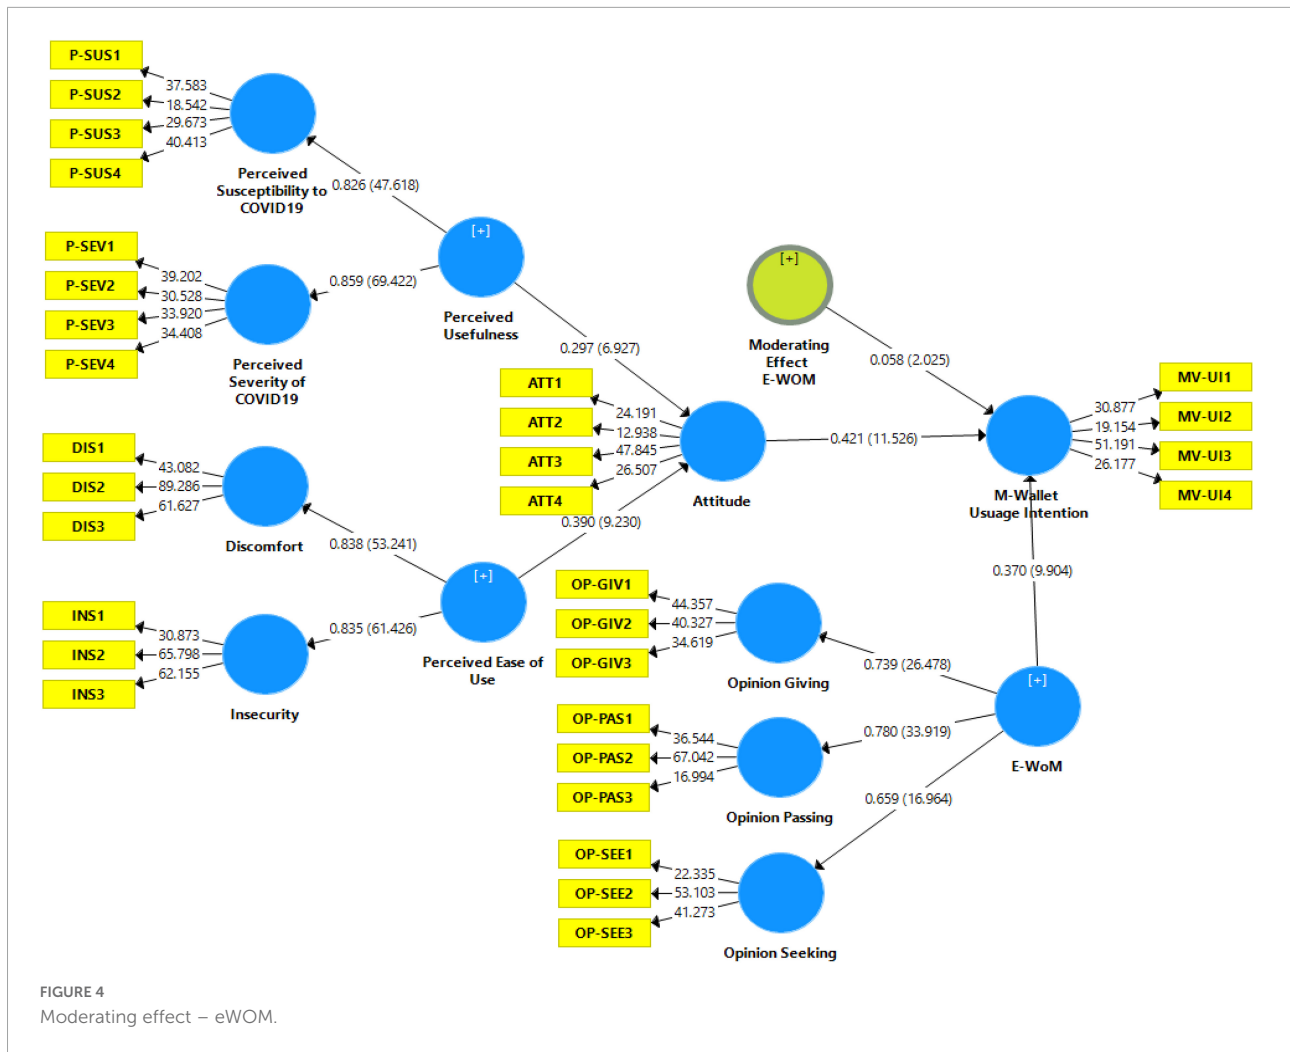 P-SUS1
P-SUS2
P-SUS3
P-SUS4
37.583
18.542
29.673
40.413
Perceived
Susceptibility to
COVID19
0.826 (47.618)
P-SEV1
P-SEV2
P-SEV3
P-SEV4
39.202
30.528
33.920
34.408
Perceived
Severity of
COVID19
0.859 (69.422)
[+]
Perceived
Usefulness
0.297 (6.927)
[+]
Moderating
Effect
E-WOM
0.058 (2.025)
ATT1
ATT2
ATT3
ATT4
24.191
12.938
47.845
26.507
Attitude
0.421 (11.526)
MV-UI1
MV-UI2
MV-UI3
MV-UI4
30.877
19.154
51.191
26.177
M-Wallet
Usuage Intention
DIS1
DIS2
DIS3
43.082
89.286
61.627
Discomfort
0.838 (53.241)
0.390 (9.230)
INS1
INS2
INS3
30.873
65.798
62.155
Insecurity
0.835 (61.426)
[+]
Perceived Ease of
Use
OP-GIV1
OP-GIV2
OP-GIV3
44.357
40.327
34.619
Opinion Giving
0.739 (26.478)
0.370 (9.904)
OP-PAS1
OP-PAS2
OP-PAS3
36.544
67.042
16.994
Opinion Passing
0.780 (33.919)
[+]
E-WoM
OP-SEE1
OP-SEE2
OP-SEE3
22.335
53.103
41.273
Opinion Seeking
0.659 (16.964)
FIGURE 4
Moderating effect – eWOM.